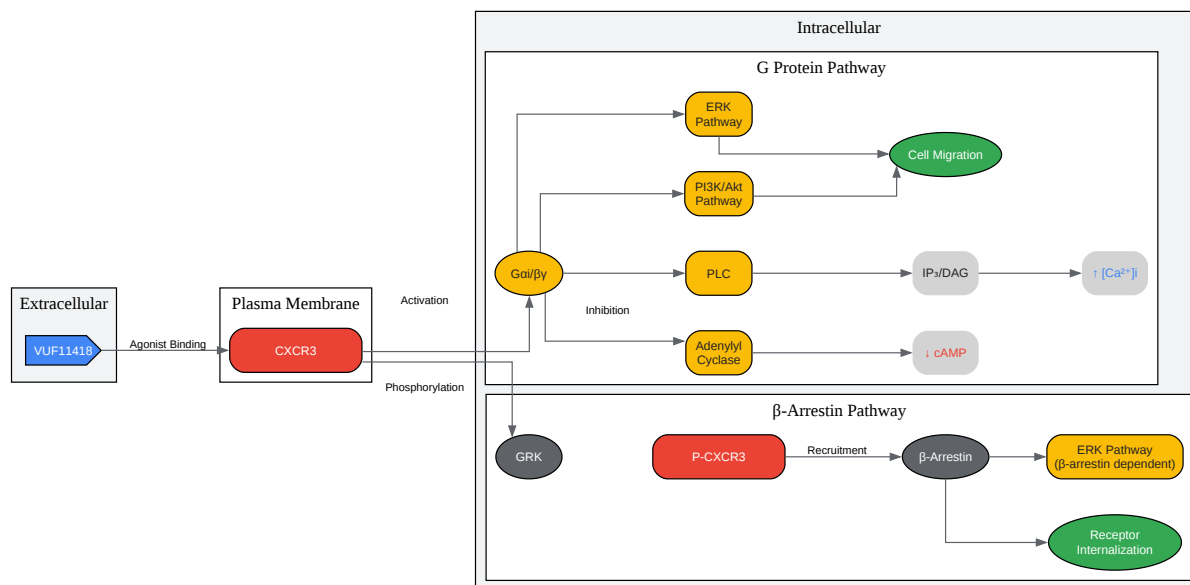 Intracellular
G Protein Pathway
ERK
Pathway
Cell Migration
PI3K/Akt
Pathway
Gαi/βγ
PLC
IP₃/DAG
↑ [Ca²⁺]i
Extracellular
Plasma Membrane
Activation
Inhibition
VUF11418
Agonist Binding
CXCR3
Adenylyl
Cyclase
↓ cAMP
Phosphorylation
β-Arrestin Pathway
GRK
P-CXCR3
Recruitment
β-Arrestin
ERK Pathway
(β-arrestin dependent)
Receptor
Internalization